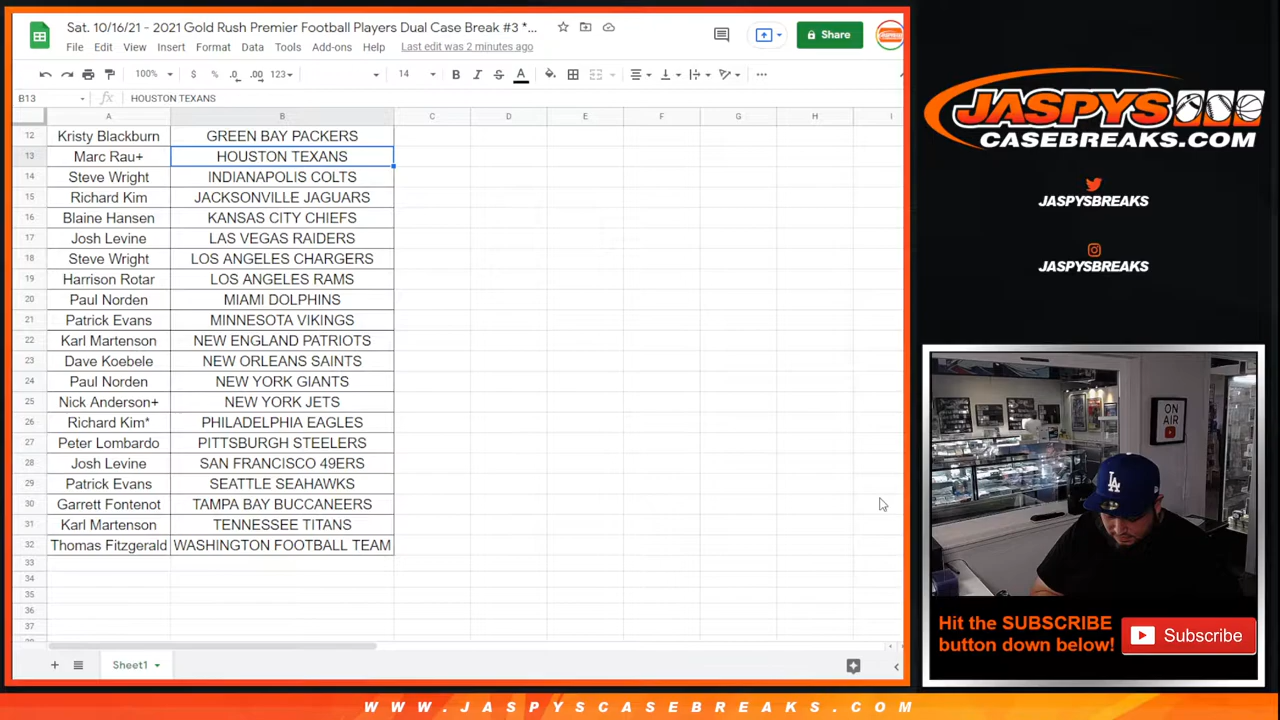 Sat. 10/16/21 - 2021 Gold Rush Premier Football Players Dual Case Break #3 *...
File Edit View Insert Format Data Tools Add-ons Help Last edit was 2 minutes ago
Share
100% $ % .0 .00 123 14 B I S A
B13 fx HOUSTON TEXANS
A B C D E F G H I
12 Kristy Blackburn GREEN BAY PACKERS
13 Marc Rau+ HOUSTON TEXANS
14 Steve Wright INDIANAPOLIS COLTS
15 Richard Kim JACKSONVILLE JAGUARS
16 Blaine Hansen KANSAS CITY CHIEFS
17 Josh Levine LAS VEGAS RAIDERS
18 Steve Wright LOS ANGELES CHARGERS
19 Harrison Rotar LOS ANGELES RAMS
20 Paul Norden MIAMI DOLPHINS
21 Patrick Evans MINNESOTA VIKINGS
22 Karl Martenson NEW ENGLAND PATRIOTS
23 Dave Koebele NEW ORLEANS SAINTS
24 Paul Norden NEW YORK GIANTS
25 Nick Anderson+ NEW YORK JETS
26 Richard Kim* PHILADELPHIA EAGLES
27 Peter Lombardo PITTSBURGH STEELERS
28 Josh Levine SAN FRANCISCO 49ERS
29 Patrick Evans SEATTLE SEAHAWKS
30 Garrett Fontenot TAMPA BAY BUCCANEERS
31 Karl Martenson TENNESSEE TITANS
32 Thomas Fitzgerald WASHINGTON FOOTBALL TEAM
33
34
35
36
37
Sheet1
JASPYS
CASEBREAKS.COM
JASPYSBREAKS
JASPYSBREAKS
ON
AIR
LA
Hit the SUBSCRIBE
button down below!
Subscribe
WWW.JASPYSCASEBREAKS.COM